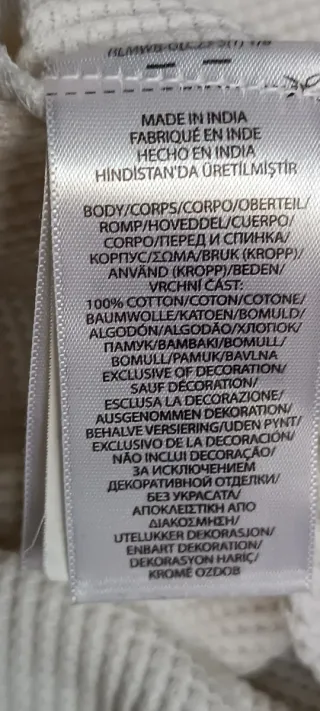 MADE IN INDIA
FABRIQUÉ EN INDE
HECHO EN INDIA
HİNDİSTAN'DA ÜRETİLMİŞTİR
BODY/CORPS/CORPO/OBERTEIL/
ROMP/HOVEDDEL/CUERPO/
CORPO/ПЕРЕД И СПИНКА/
КОРПУС/ΣΩΜΑ/BRUK (KROPP)/
ANVÄND (KROPP)/BEDEN/
VRCHNÍ ČÁST:
100% COTTON/COTON/COTONE/
BAUMWOLLE/KATOEN/BOMULD/
ALGODÓN/ALGODÃO/ХЛОПОК/
ПАМУК/ΒΑΜΒΑΚΙ/BOMULL/
BOMULL/PAMUK/BAVLNA
EXCLUSIVE OF DECORATION/
SAUF DÉCORATION/
ESCLUSA LA DECORAZIONE/
AUSGENOMMEN DEKORATION/
BEHALVE VERSIERING/UDEN PYNT/
EXCLUSIVO DE LA DECORACIÓN/
NÃO INCLUI DECORAÇÃO/
ЗА ИСКЛЮЧЕНИЕМ
ДЕКОРАТИВНОЙ ОТДЕЛКИ/
БЕЗ УКРАСАТА/
ΑΠΟΚΛΕΙΣΤΙΚΗ ΑΠΟ
ΔΙΑΚΟΣΜΗΣΗ/
UTELUKKER DEKORASJON/
ENBART DEKORATION/
DEKORASYON HARİÇ/
KROMĚ OZDOB